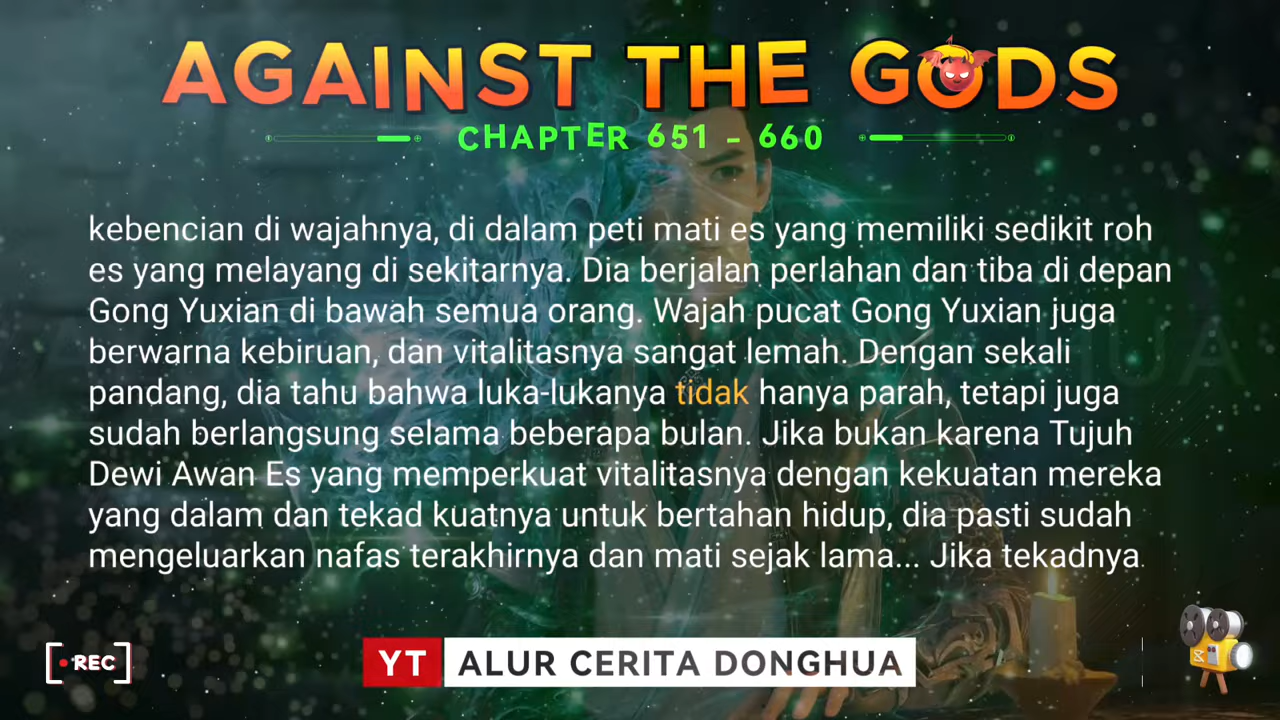 AGAINST THE GODS
CHAPTER 651 - 660
kebencian di wajahnya, di dalam peti mati es yang memiliki sedikit roh
es yang melayang di sekitarnya. Dia berjalan perlahan dan tiba di depan
Gong Yuxian di bawah semua orang. Wajah pucat Gong Yuxian juga
berwarna kebiruan, dan vitalitasnya sangat lemah. Dengan sekali
pandang, dia tahu bahwa luka-lukanya tidak hanya parah, tetapi juga
sudah berlangsung selama beberapa bulan. Jika bukan karena Tujuh
Dewi Awan Es yang memperkuat vitalitasnya dengan kekuatan mereka
yang dalam dan tekad kuatnya untuk bertahan hidup, dia pasti sudah
mengeluarkan nafas terakhirnya dan mati sejak lama... Jika tekadnya
REC
YT ALUR CERITA DONGHUA